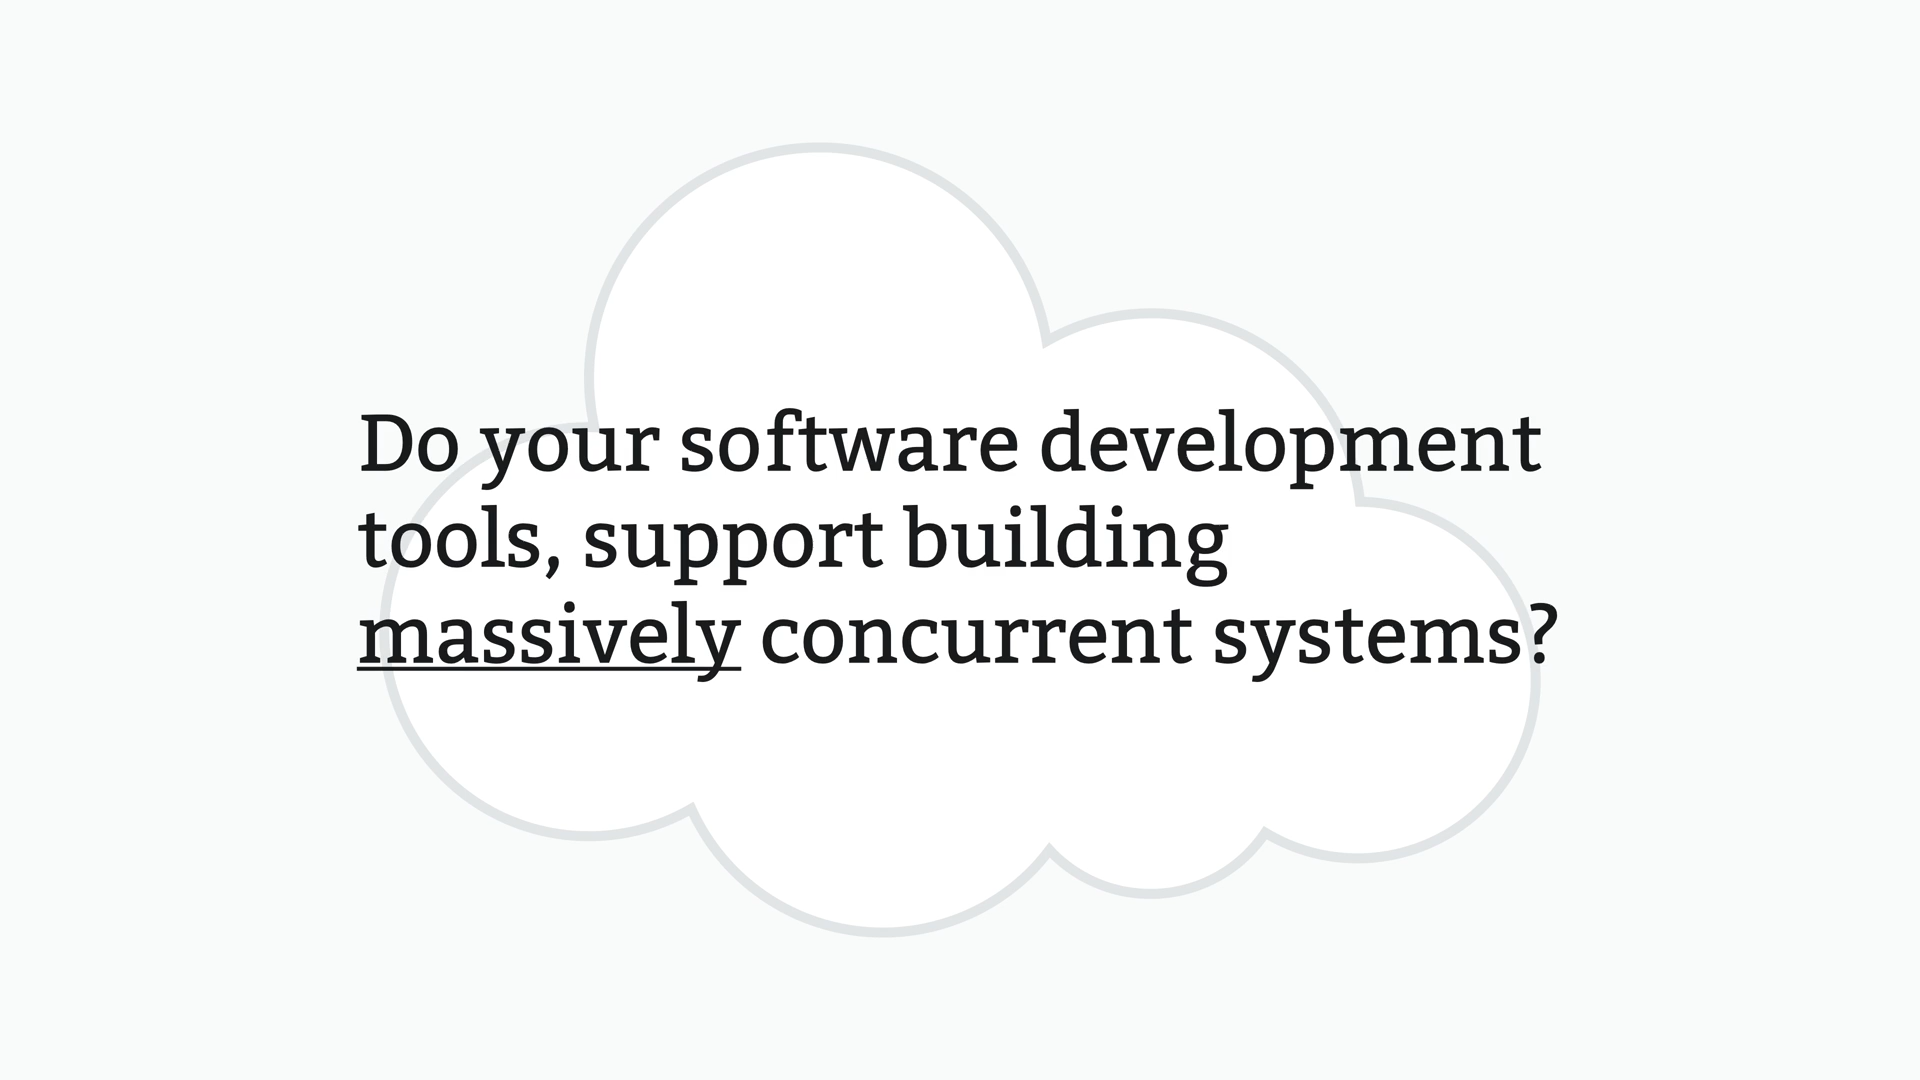 Do your software development
tools, support building
massively concurrent systems?